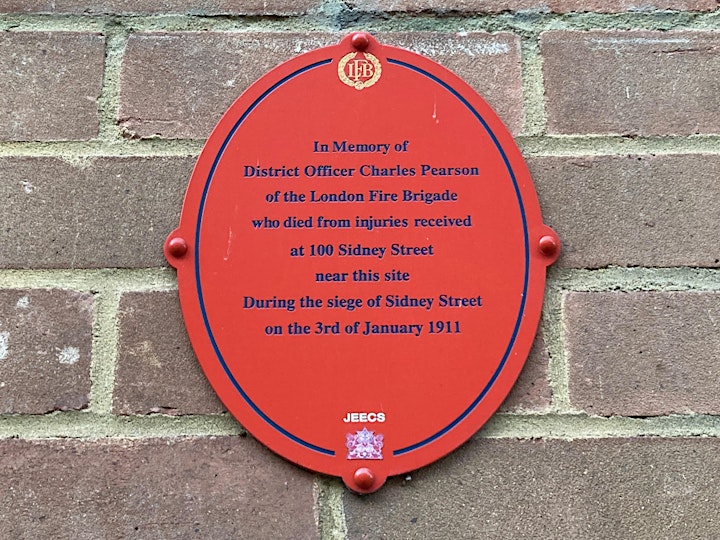 LFB
In Memory of
District Officer Charles Pearson
of the London Fire Brigade
who died from injuries received
at 100 Sidney Street
near this site
During the siege of Sidney Street
on the 3rd of January 1911
JEECS